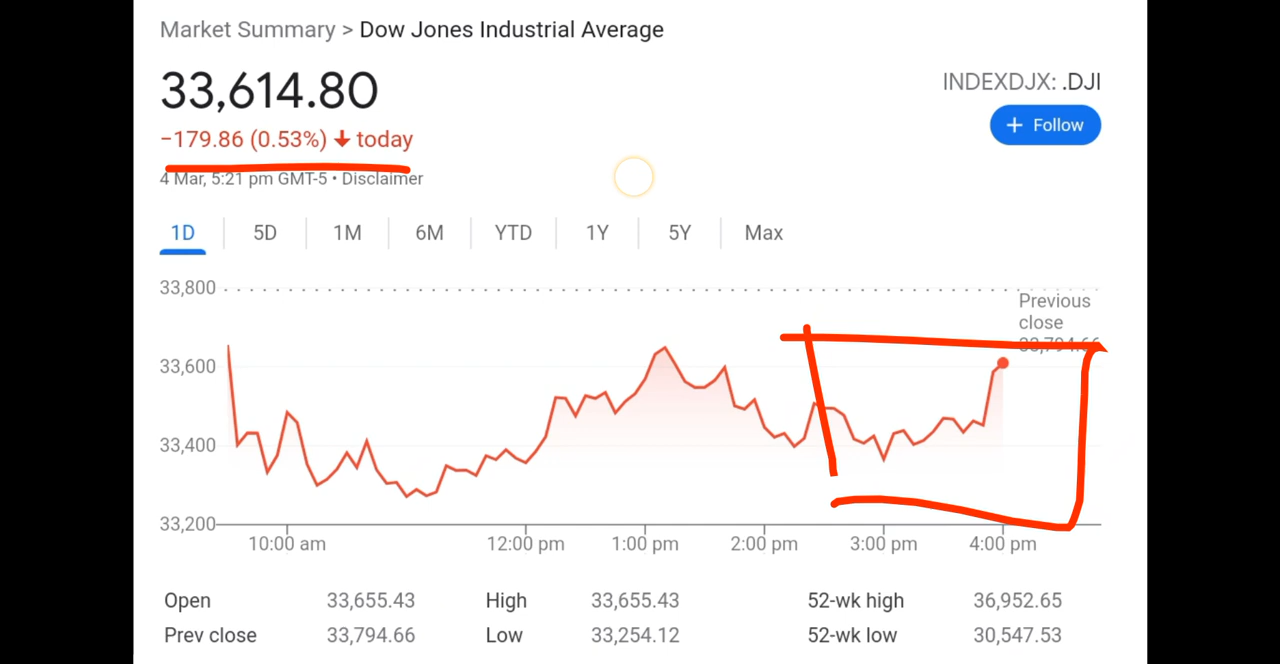 Market Summary > Dow Jones Industrial Average
33,614.80
INDEXDJX: .DJI
−179.86 (0.53%) ↓ today
+ Follow
4 Mar, 5:21 pm GMT-5 • Disclaimer
1D 5D 1M 6M YTD 1Y 5Y Max
33,800
Previous
close
33,794.66
33,600
33,400
33,200
10:00 am 12:00 pm 1:00 pm 2:00 pm 3:00 pm 4:00 pm
Open 33,655.43 High 33,655.43 52-wk high 36,952.65
Prev close 33,794.66 Low 33,254.12 52-wk low 30,547.53